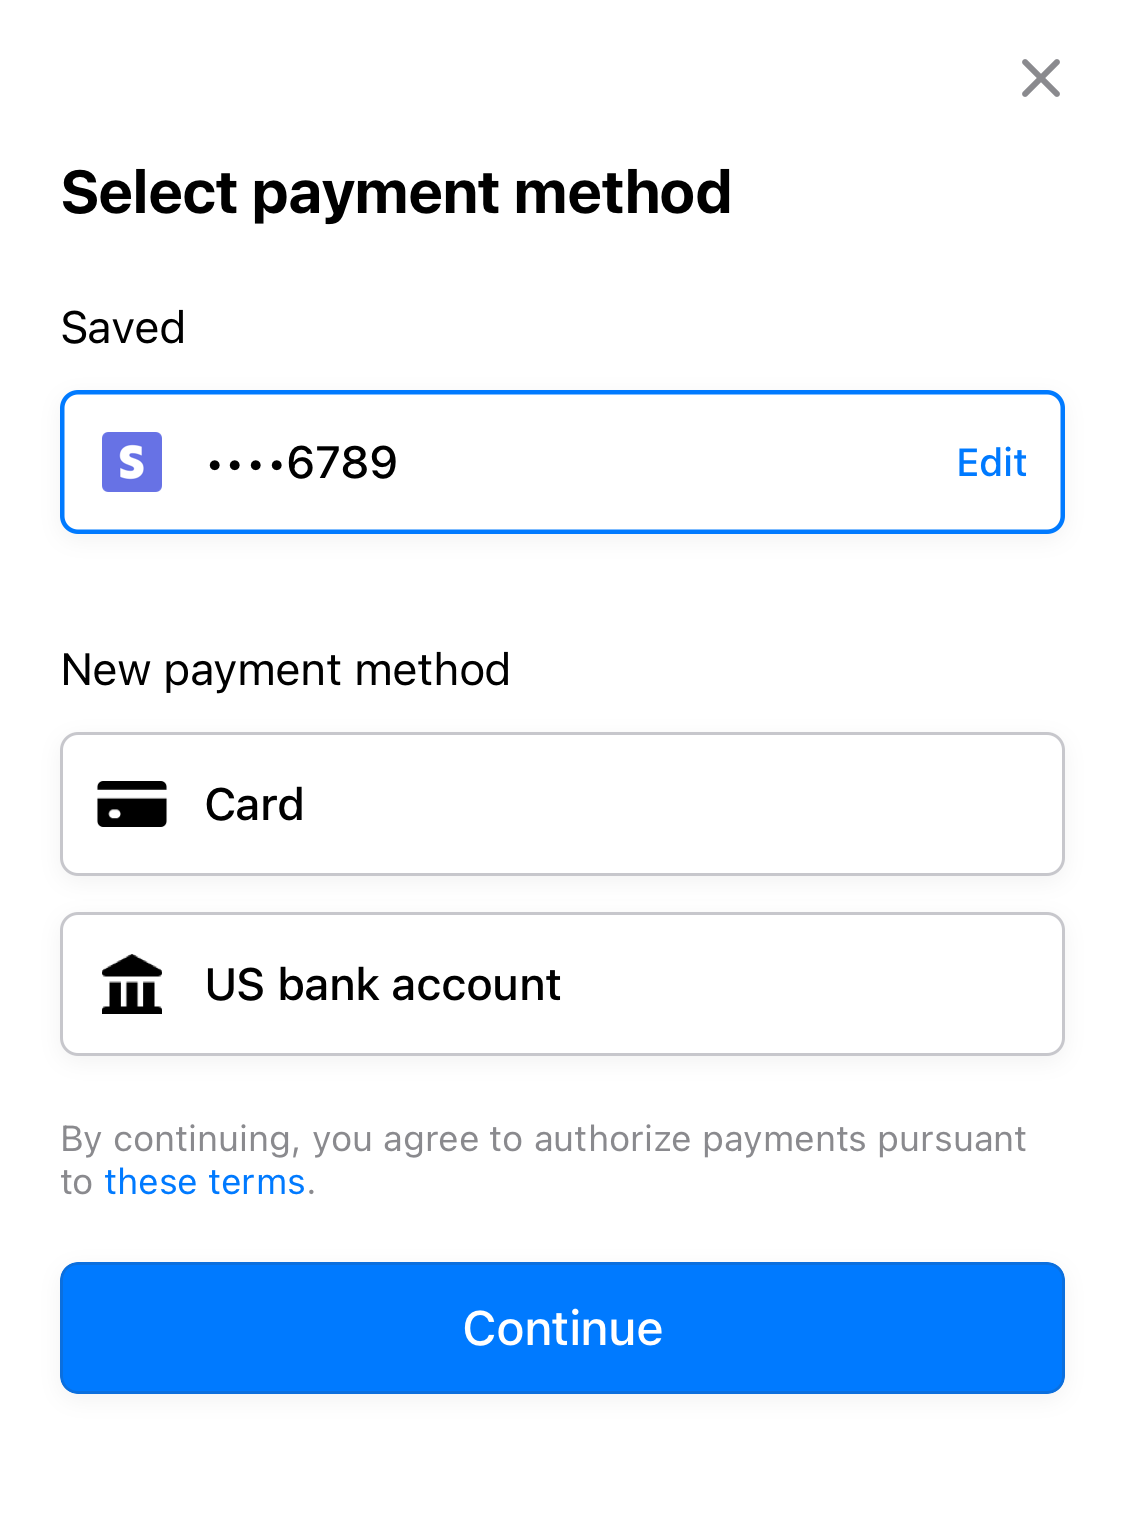 Select payment method
Saved
S ····6789 Edit
New payment method
Card
US bank account
By continuing, you agree to authorize payments pursuant
to these terms.
Continue